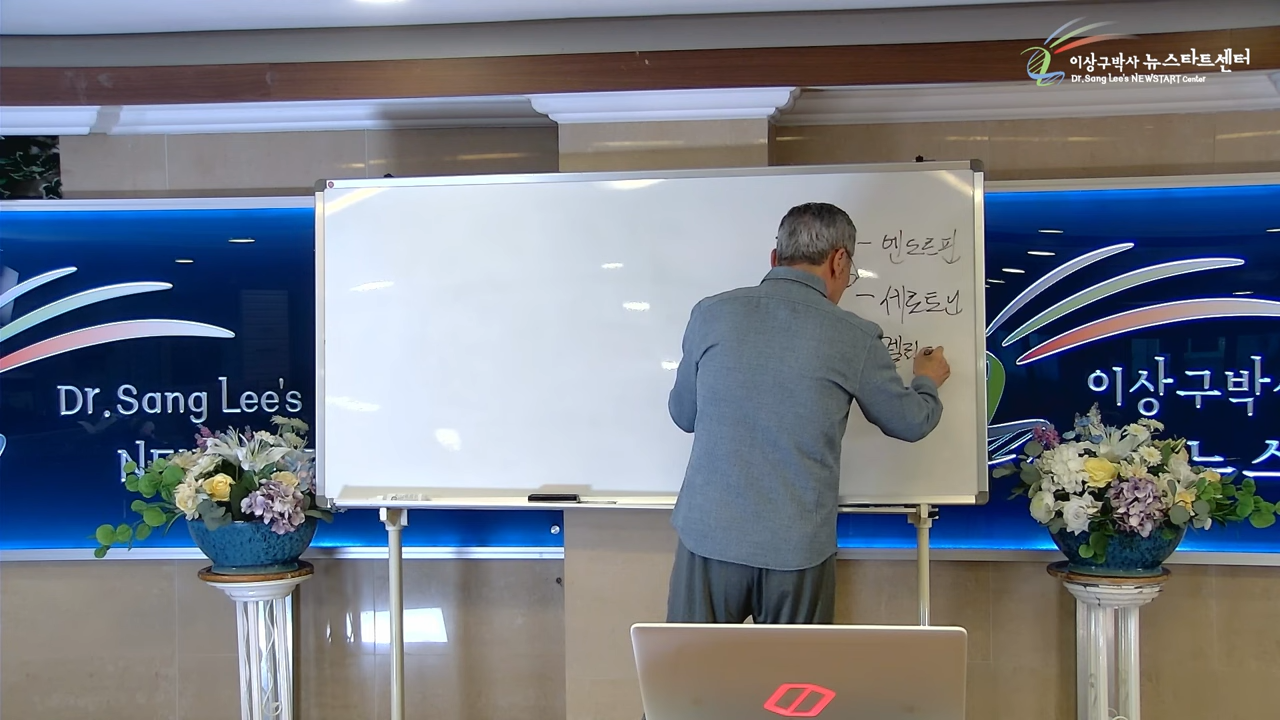 이상구박사 뉴스타트센터
Dr.Sang Lee's NEWSTART Center
- 엔도르핀
- 세로토닌
Dr.Sang Lee's
이상구박